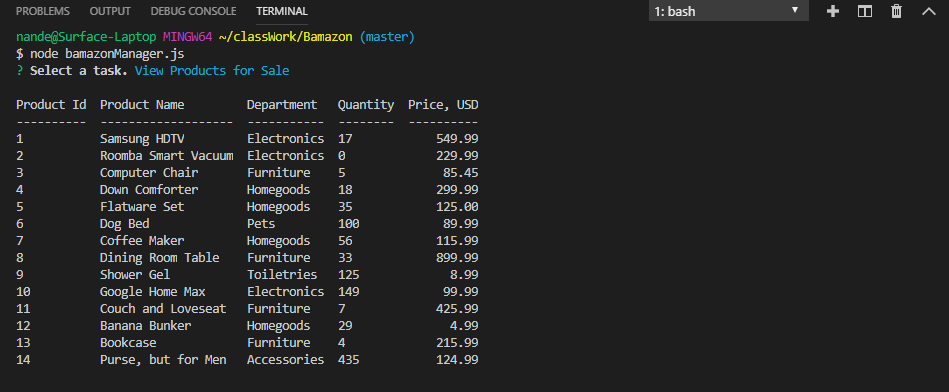 PROBLEMS OUTPUT DEBUG CONSOLE TERMINAL 1: bash
nande@Surface-Laptop MINGW64 ~/classWork/Bamazon (master)
$ node bamazonManager.js
? Select a task. View Products for Sale
Product Id  Product Name         Department   Quantity  Price, USD
----------  -------------------  -----------  --------  ----------
1           Samsung HDTV         Electronics  17            549.99
2           Roomba Smart Vacuum  Electronics  0             229.99
3           Computer Chair       Furniture    5              85.45
4           Down Comforter       Homegoods    18            299.99
5           Flatware Set         Homegoods    35            125.00
6           Dog Bed              Pets         100            89.99
7           Coffee Maker         Homegoods    56            115.99
8           Dining Room Table    Furniture    33            899.99
9           Shower Gel           Toiletries   125             8.99
10          Google Home Max      Electronics  149            99.99
11          Couch and Loveseat   Furniture    7             425.99
12          Banana Bunker        Homegoods    29              4.99
13          Bookcase             Furniture    4             215.99
14          Purse, but for Men   Accessories  435           124.99